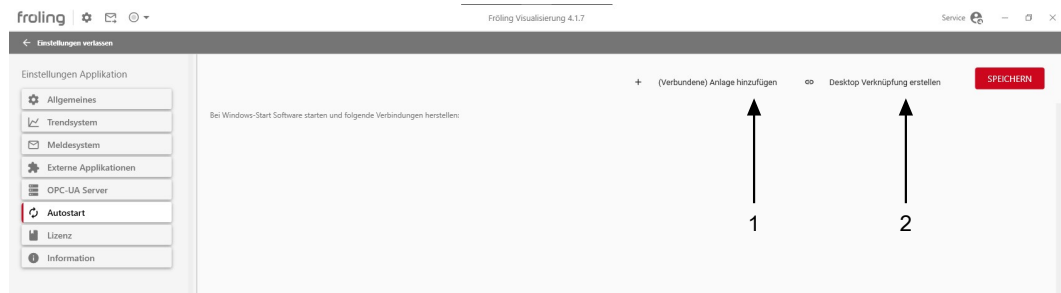 froling
Fröling Visualisierung 4.1.7
Service
Einstellungen verlassen
Einstellungen Applikation
Allgemeines
Trendsystem
Meldesystem
Externe Applikationen
OPC-UA Server
Autostart
Lizenz
Information
+ (Verbundene) Anlage hinzufügen
Desktop Verknüpfung erstellen
SPEICHERN
Bei Windows-Start Software starten und folgende Verbindungen herstellen:
1
2